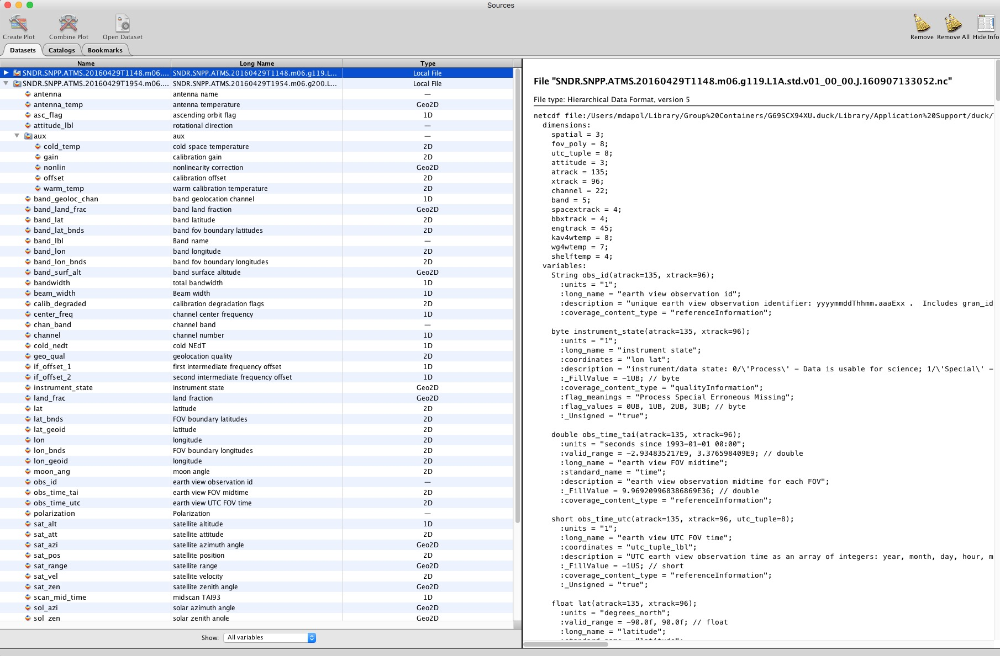 Sources
Create Plot Combine Plot Open Dataset Remove Remove All Hide Info
Datasets Catalogs Bookmarks
Name Long Name Type
SNDR.SNPP.ATMS.20160429T1148.m06.... SNDR.SNPP.ATMS.20160429T1148.m06.g119.L... Local File
SNDR.SNPP.ATMS.20160429T1954.m06.... SNDR.SNPP.ATMS.20160429T1954.m06.g200.L... Local File
antenna antenna name —
antenna_temp antenna temperature Geo2D
asc_flag ascending orbit flag 1D
attitude_lbl rotational direction —
aux aux —
cold_temp cold space temperature 2D
gain calibration gain 2D
nonlin nonlinearity correction Geo2D
offset calibration offset 2D
warm_temp warm calibration temperature 2D
band_geoloc_chan band geolocation channel 1D
band_land_frac band land fraction Geo2D
band_lat band latitude 2D
band_lat_bnds band fov boundary latitudes 2D
band_lbl Band name —
band_lon band longitude 2D
band_lon_bnds band fov boundary longitudes 2D
band_surf_alt band surface altitude Geo2D
bandwidth total bandwidth 1D
beam_width Beam width 1D
calib_degraded calibration degradation flags 2D
center_freq channel center frequency 1D
chan_band channel band —
channel channel number 1D
cold_nedt cold NEdT 1D
geo_qual geolocation quality 2D
if_offset_1 first intermediate frequency offset 1D
if_offset_2 second intermediate frequency offset 1D
instrument_state instrument state Geo2D
land_frac land fraction Geo2D
lat latitude 2D
lat_bnds FOV boundary latitudes 2D
lat_geoid latitude 2D
lon longitude 2D
lon_bnds FOV boundary longitudes 2D
lon_geoid longitude 2D
moon_ang moon angle 2D
obs_id earth view observation id —
obs_time_tai earth view FOV midtime 2D
obs_time_utc earth view UTC FOV time 2D
polarization Polarization —
sat_alt satellite altitude 1D
sat_att satellite attitude 2D
sat_azi satellite azimuth angle Geo2D
sat_pos satellite position 2D
sat_range satellite range Geo2D
sat_vel satellite velocity 2D
sat_zen satellite zenith angle Geo2D
scan_mid_time midscan TAI93 1D
sol_azi solar azimuth angle Geo2D
sol_zen solar zenith angle Geo2D
Show: All variables
File "SNDR.SNPP.ATMS.20160429T1148.m06.g119.L1A.std.v01_00_00.J.160907133052.nc"
File type: Hierarchical Data Format, version 5
netcdf file:/Users/mdapol/Library/Group%20Containers/G69SCX94XU.duck/Library/Application%20Support/duck/
dimensions:
spatial = 3;
fov_poly = 8;
utc_tuple = 8;
attitude = 3;
atrack = 135;
xtrack = 96;
channel = 22;
band = 5;
spacextrack = 4;
bbxtrack = 4;
engtrack = 45;
kav4wtemp = 8;
wg4wtemp = 7;
shelftemp = 4;
variables:
String obs_id(atrack=135, xtrack=96);
:units = "1";
:long_name = "earth view observation id";
:description = "unique earth view observation identifier: yyyymmddThhmm.aaaExx .  Includes gran_id
:coverage_content_type = "referenceInformation";
byte instrument_state(atrack=135, xtrack=96);
:units = "1";
:long_name = "instrument state";
:coordinates = "lon lat";
:description = "instrument/data state: 0/\'Process\' - Data is usable for science; 1/\'Special\' -
:_FillValue = -1UB; // byte
:coverage_content_type = "qualityInformation";
:flag_meanings = "Process Special Erroneous Missing";
:flag_values = 0UB, 1UB, 2UB, 3UB; // byte
:_Unsigned = "true";
double obs_time_tai(atrack=135, xtrack=96);
:units = "seconds since 1993-01-01 00:00";
:valid_range = -2.934835217E9, 3.376598409E9; // double
:long_name = "earth view FOV midtime";
:standard_name = "time";
:description = "earth view observation midtime for each FOV";
:_FillValue = 9.969209968386869E36; // double
:coverage_content_type = "referenceInformation";
short obs_time_utc(atrack=135, xtrack=96, utc_tuple=8);
:units = "1";
:long_name = "earth view UTC FOV time";
:coordinates = "utc_tuple_lbl";
:description = "UTC earth view observation time as an array of integers: year, month, day, hour, m
:_FillValue = -1US; // short
:coverage_content_type = "referenceInformation";
:_Unsigned = "true";
float lat(atrack=135, xtrack=96);
:units = "degrees_north";
:valid_range = -90.0f, 90.0f; // float
:long_name = "latitude";